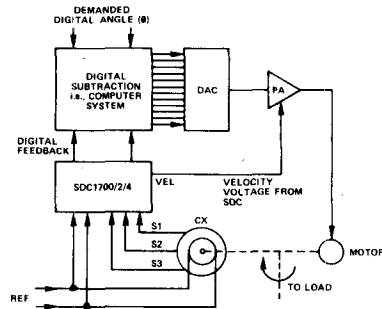 DEMANDED
DIGITAL ANGLE (θ)
DIGITAL
SUBTRACTION
i.e., COMPUTER
SYSTEM
DAC
PA
DIGITAL
FEEDBACK
SDC1700/2/4
VEL
VELOCITY
VOLTAGE FROM
SDC
S1
CX
S2
S3
MOTOR
TO LOAD
REF